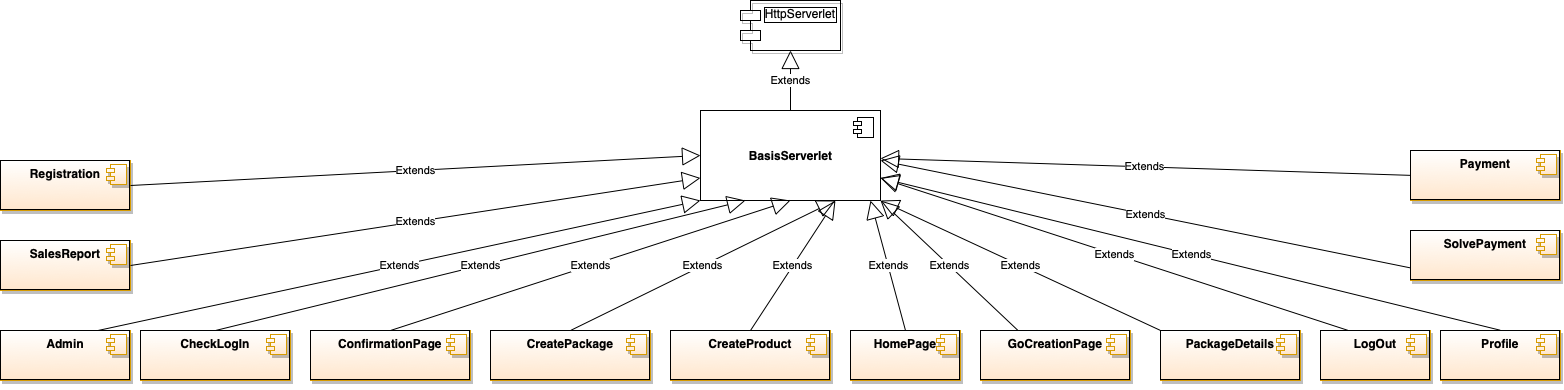 HttpServerlet
Extends
BasisServerlet
Extends
Extends
Registration
Payment
Extends
Extends
SalesReport
SolvePayment
Extends
Extends
Extends
Extends
Extends
Extends
Extends
Extends
Extends
Extends
Admin
CheckLogIn
ConfirmationPage
CreatePackage
CreateProduct
HomePage
GoCreationPage
PackageDetails
LogOut
Profile